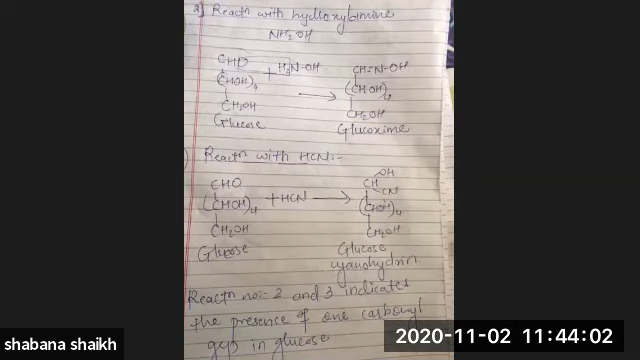 2) Reactn with hydroxylamine
NH2OH
CHO + H2N-OH → CH=N-OH
(CHOH)4 (CHOH)4
CH2OH CH2OH
Glucose Glucoxime
) Reactn with HCN:-
CHO + HCN → CH OH CN
(CHOH)4 (CHOH)4
CH2OH CH2OH
Glucose Glucose
cyanohydrin
Reactn no:- 2 and 3 indicates
the presence of one carbonyl
grp in glucose
shabana shaikh
2020-11-02 11:44:02